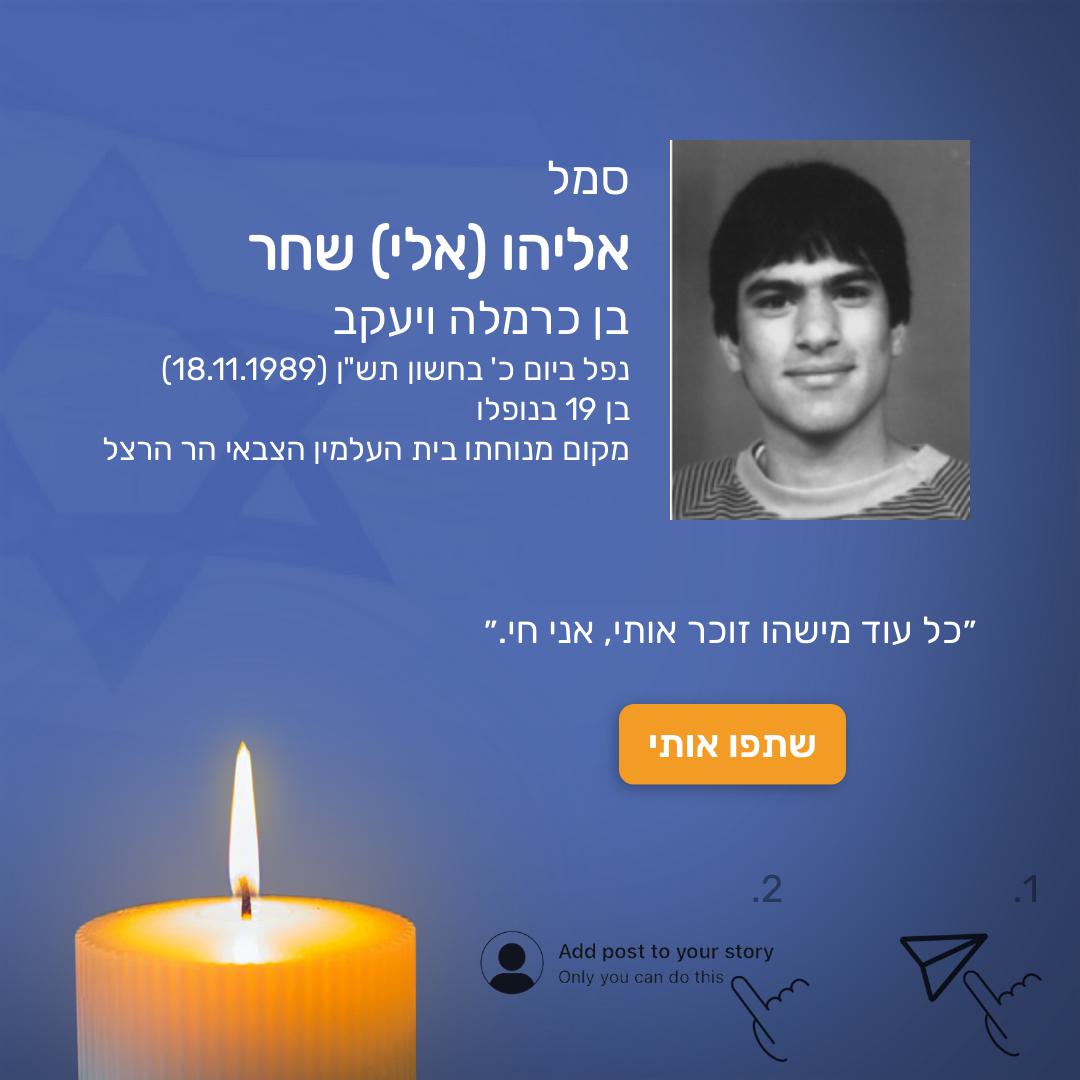 סמל
אליהו (אלי) שחר
בן כרמלה ויעקב
נפל ביום כ' בחשון תש"ן (18.11.1989)
בן 19 בנופלו
מקום מנוחתו בית העלמין הצבאי הר הרצל
״כל עוד מישהו זוכר אותי, אני חי.״
שתפו אותי
.1
.2
Add post to your story
Only you can do this